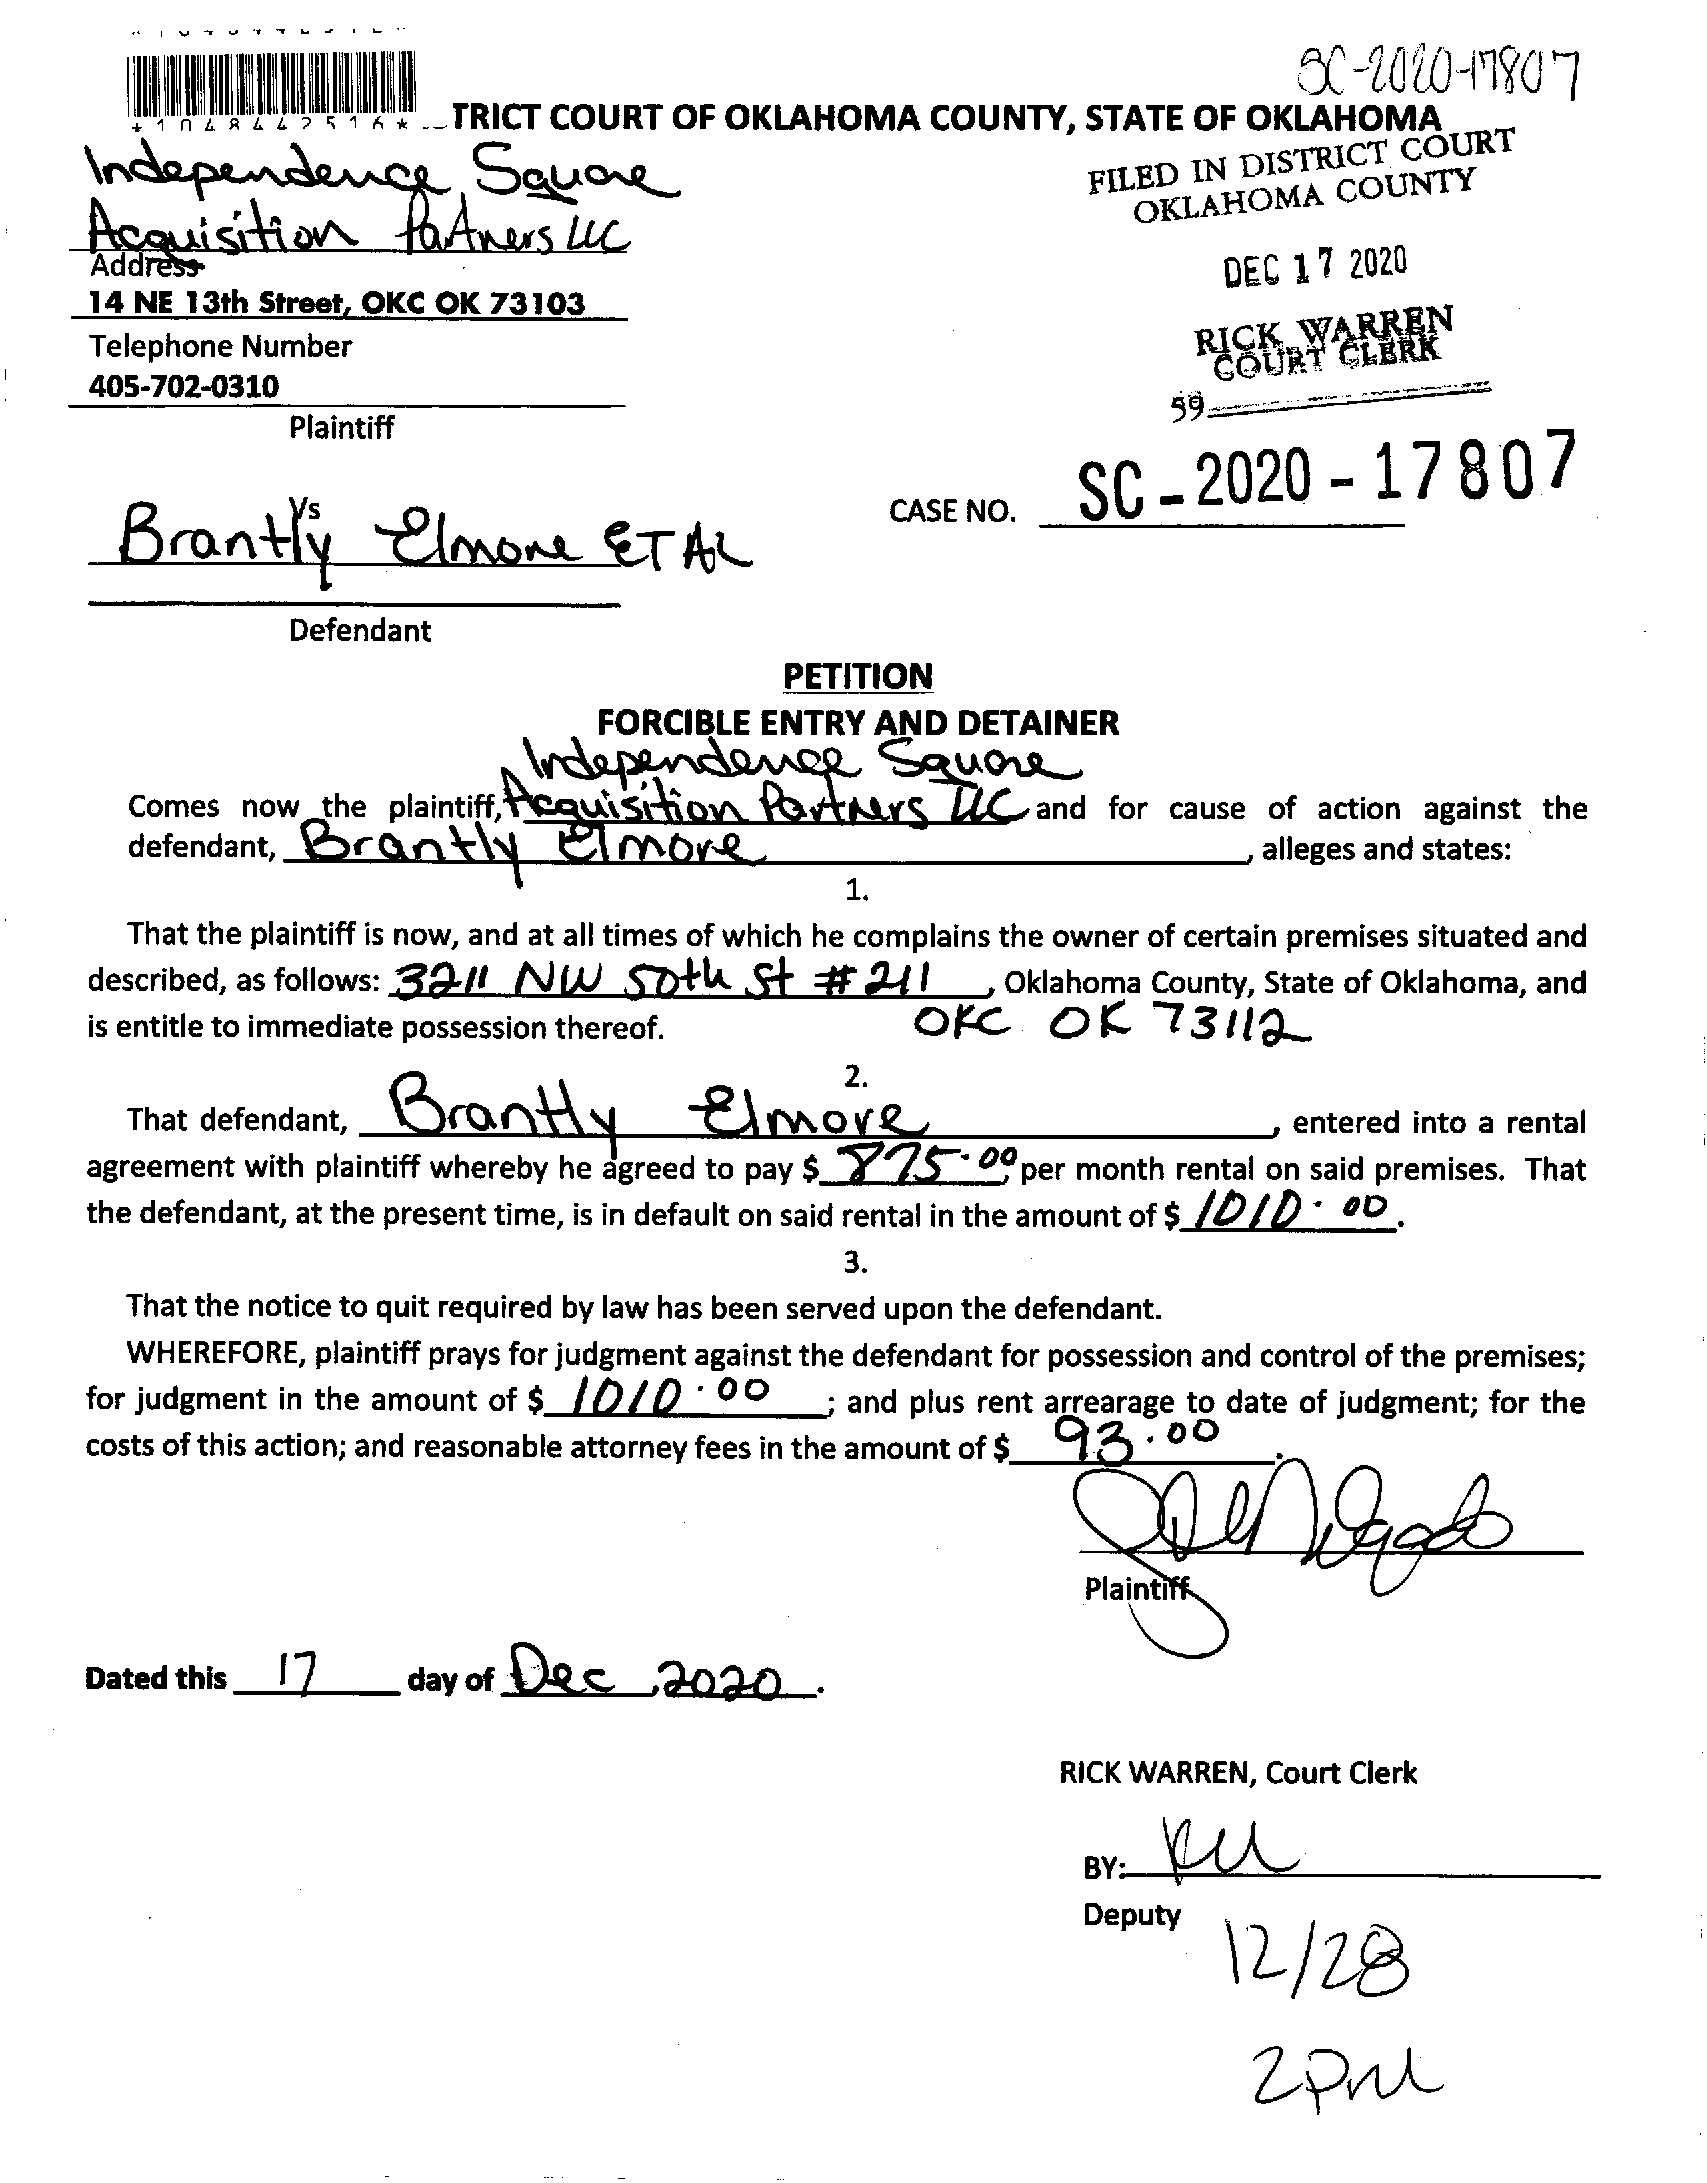 SC-2020-17807
*1048442516*
TRICT COURT OF OKLAHOMA COUNTY, STATE OF OKLAHOMA
Independence Square
Acquisition Partners LLC
Address
14 NE 13th Street, OKC OK 73103
Telephone Number
405-702-0310
Plaintiff
FILED IN DISTRICT COURT
OKLAHOMA COUNTY
DEC 17 2020
RICK WARREN
COURT CLERK
59
Vs
CASE NO. SC-2020-17807
Brantly Elmore ET AL
Defendant
PETITION
FORCIBLE ENTRY AND DETAINER
Independence Square
Comes now the plaintiff, Acquisition Partners LLC and for cause of action against the
defendant, Brantly Elmore, alleges and states:
1.
That the plaintiff is now, and at all times of which he complains the owner of certain premises situated and
described, as follows: 3211 NW 50th St #211, Oklahoma County, State of Oklahoma, and
is entitle to immediate possession thereof. OKC OK 73112
2.
That defendant, Brantly Elmore, entered into a rental
agreement with plaintiff whereby he agreed to pay $ 875.00, per month rental on said premises. That
the defendant, at the present time, is in default on said rental in the amount of $ 1010.00.
3.
That the notice to quit required by law has been served upon the defendant.
WHEREFORE, plaintiff prays for judgment against the defendant for possession and control of the premises;
for judgment in the amount of $ 1010.00; and plus rent arrearage to date of judgment; for the
costs of this action; and reasonable attorney fees in the amount of $ 93.00.
Plaintiff
Dated this 17 day of Dec, 2020.
RICK WARREN, Court Clerk
BY:
Deputy
12/28
2pm